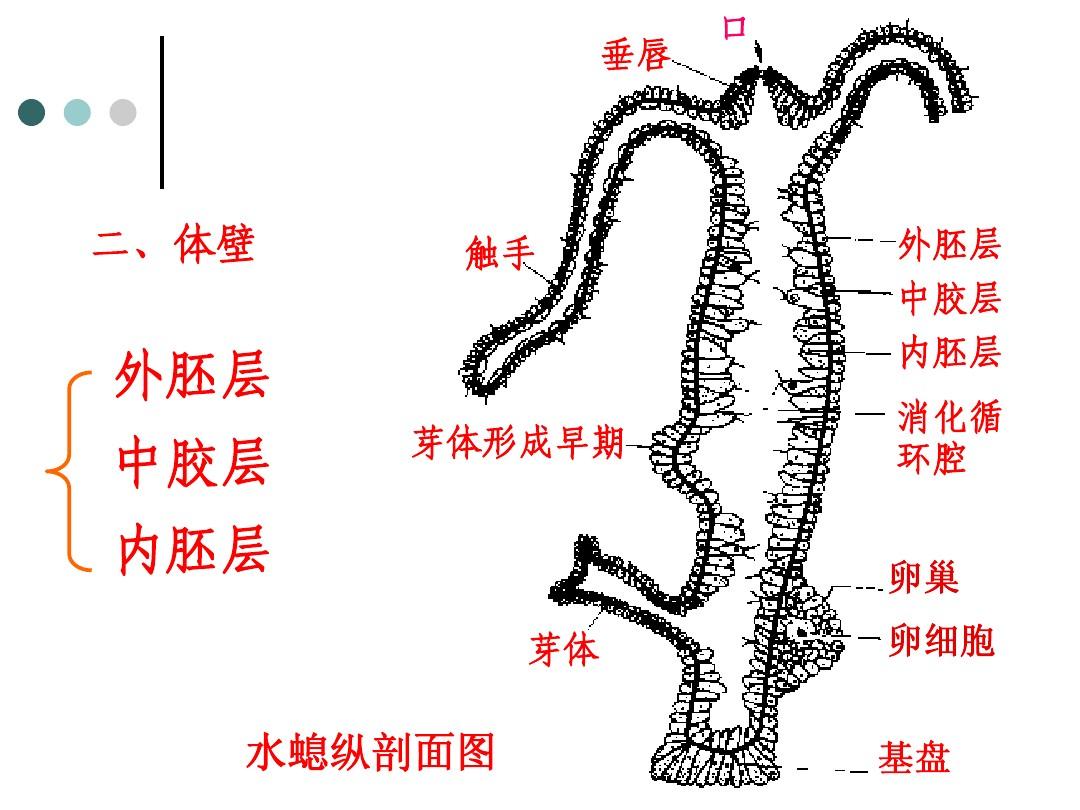 口
垂唇
二、体壁
触手
外胚层
中胶层
内胚层
外胚层
中胶层
内胚层
消化循
环腔
芽体形成早期
卵巢
卵细胞
芽体
水螅纵剖面图
基盘